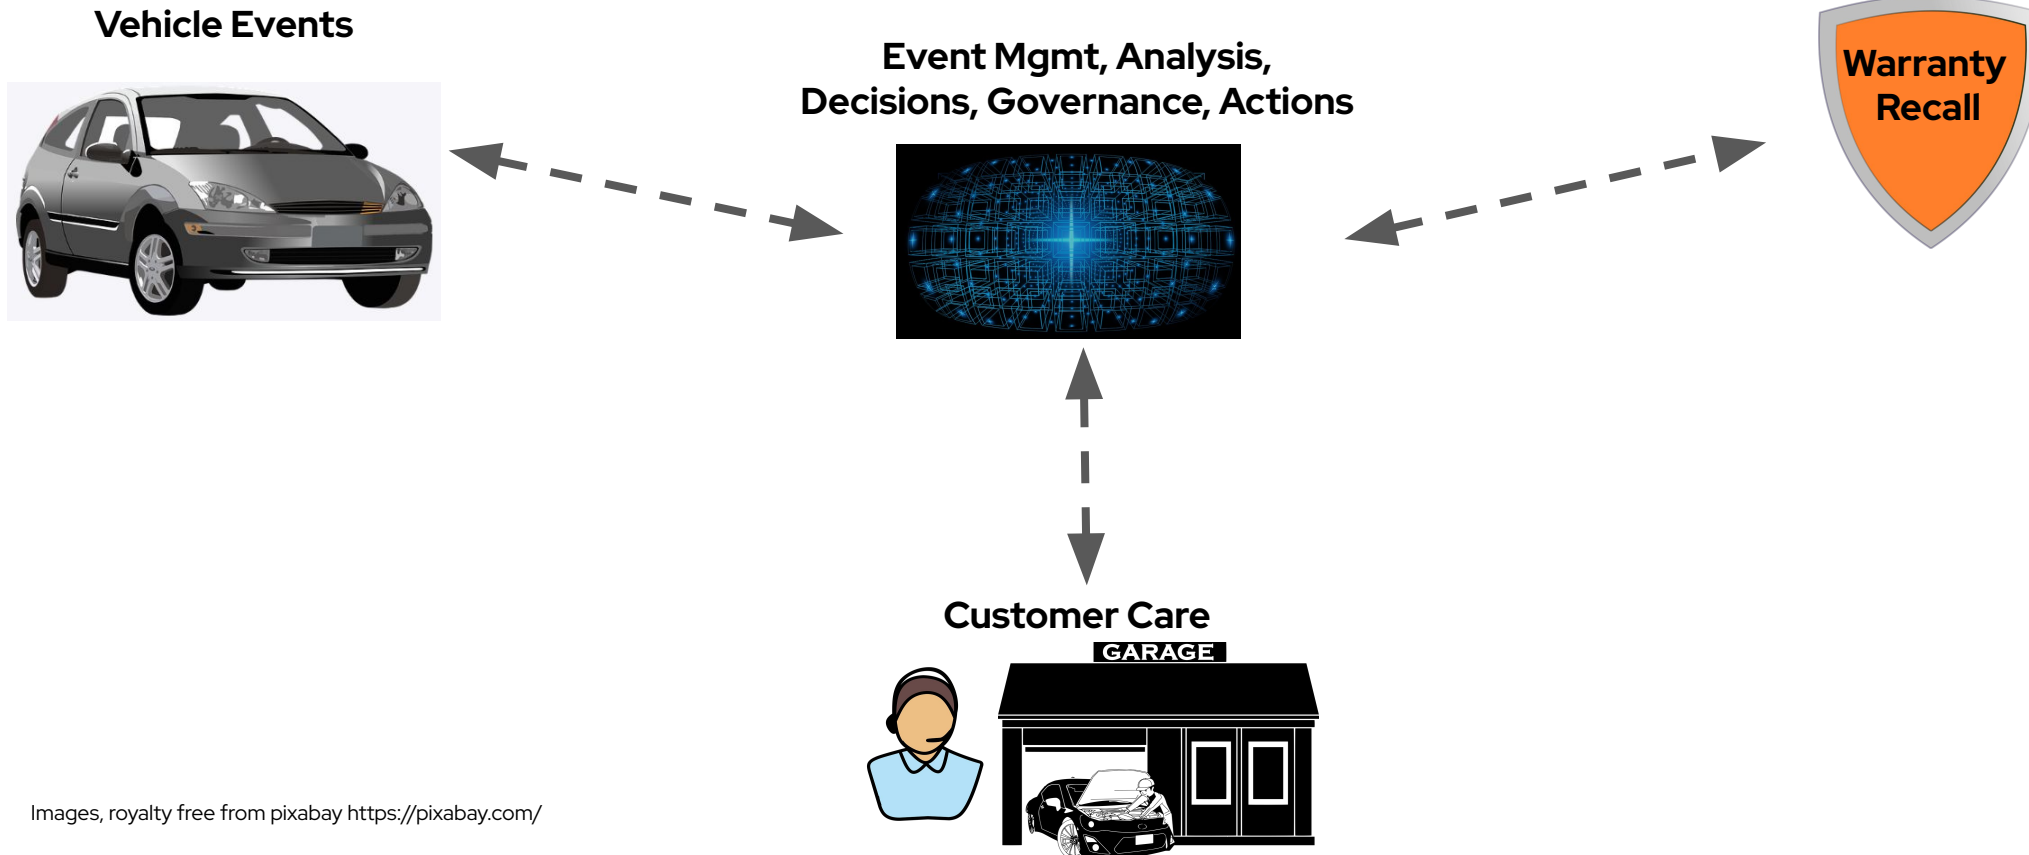 Vehicle Events
Event Mgmt, Analysis,
Decisions, Governance, Actions
Warranty
Recall
Customer Care
GARAGE
Images, royalty free from pixabay https://pixabay.com/